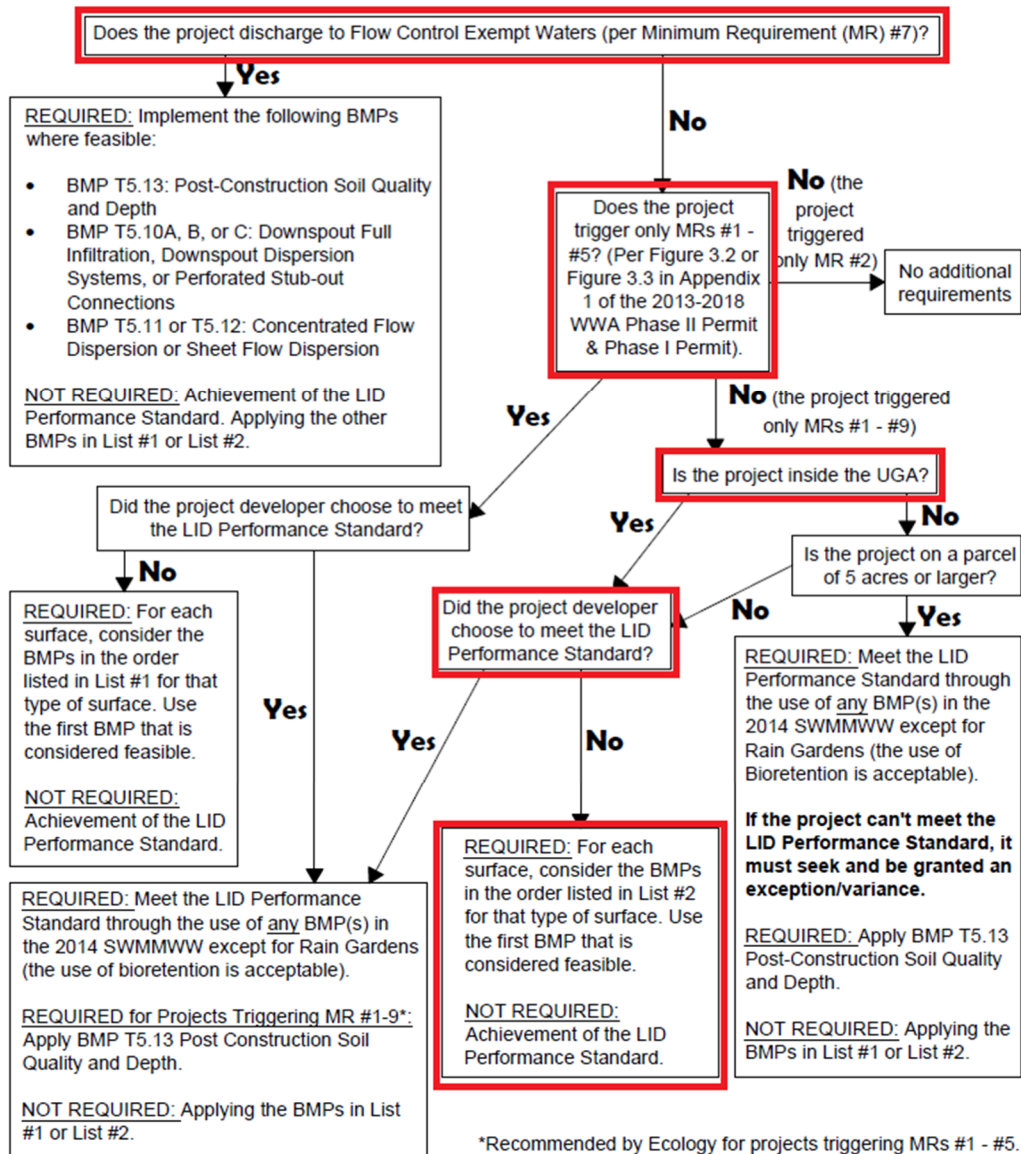 Does the project discharge to Flow Control Exempt Waters (per Minimum Requirement (MR) #7)?
Yes
No
REQUIRED: Implement the following BMPs
where feasible:
• BMP T5.13: Post-Construction Soil Quality
and Depth
• BMP T5.10A, B, or C: Downspout Full
Infiltration, Downspout Dispersion
Systems, or Perforated Stub-out
Connections
• BMP T5.11 or T5.12: Concentrated Flow
Dispersion or Sheet Flow Dispersion
NOT REQUIRED: Achievement of the LID
Performance Standard. Applying the other
BMPs in List #1 or List #2.
Does the project
trigger only MRs #1 -
#5? (Per Figure 3.2 or
Figure 3.3 in Appendix
1 of the 2013-2018
WWA Phase II Permit
& Phase I Permit).
No (the
project
triggered
only MR #2)
No additional
requirements
Yes
No (the project triggered
only MRs #1 - #9)
Is the project inside the UGA?
Did the project developer choose to meet
the LID Performance Standard?
Yes
No
Is the project on a parcel
of 5 acres or larger?
No
REQUIRED: For each
surface, consider the
BMPs in the order
listed in List #1 for that
type of surface. Use
the first BMP that is
considered feasible.
NOT REQUIRED:
Achievement of the LID
Performance Standard.
Yes
Did the project developer
choose to meet the LID
Performance Standard?
No
Yes
REQUIRED: Meet the LID
Performance Standard through
the use of any BMP(s) in the
2014 SWMMWW except for
Rain Gardens (the use of
Bioretention is acceptable).
If the project can't meet the
LID Performance Standard, it
must seek and be granted an
exception/variance.
REQUIRED: Apply BMP T5.13
Post-Construction Soil Quality
and Depth.
NOT REQUIRED: Applying the
BMPs in List #1 or List #2.
Yes
No
REQUIRED: Meet the LID Performance
Standard through the use of any BMP(s) in
the 2014 SWMMWW except for Rain Gardens
(the use of bioretention is acceptable).
REQUIRED for Projects Triggering MR #1-9*:
Apply BMP T5.13 Post Construction Soil
Quality and Depth.
NOT REQUIRED: Applying the BMPs in List
#1 or List #2.
REQUIRED: For each
surface, consider the BMPs
in the order listed in List #2
for that type of surface. Use
the first BMP that is
considered feasible.
NOT REQUIRED:
Achievement of the LID
Performance Standard.
*Recommended by Ecology for projects triggering MRs #1 - #5.